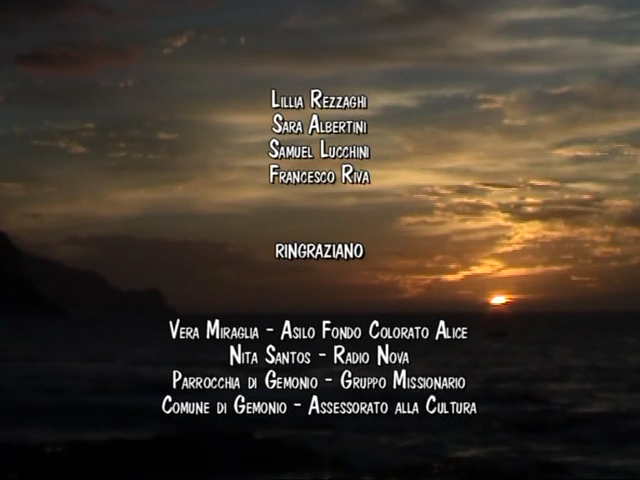 Lillia Rezzaghi
Sara Albertini
Samuel Lucchini
Francesco Riva
RINGRAZIANO
Vera Miraglia - Asilo Fondo Colorato Alice
Nita Santos - Radio Nova
Parrocchia di Gemonio - Gruppo Missionario
Comune di Gemonio - Assessorato alla Cultura